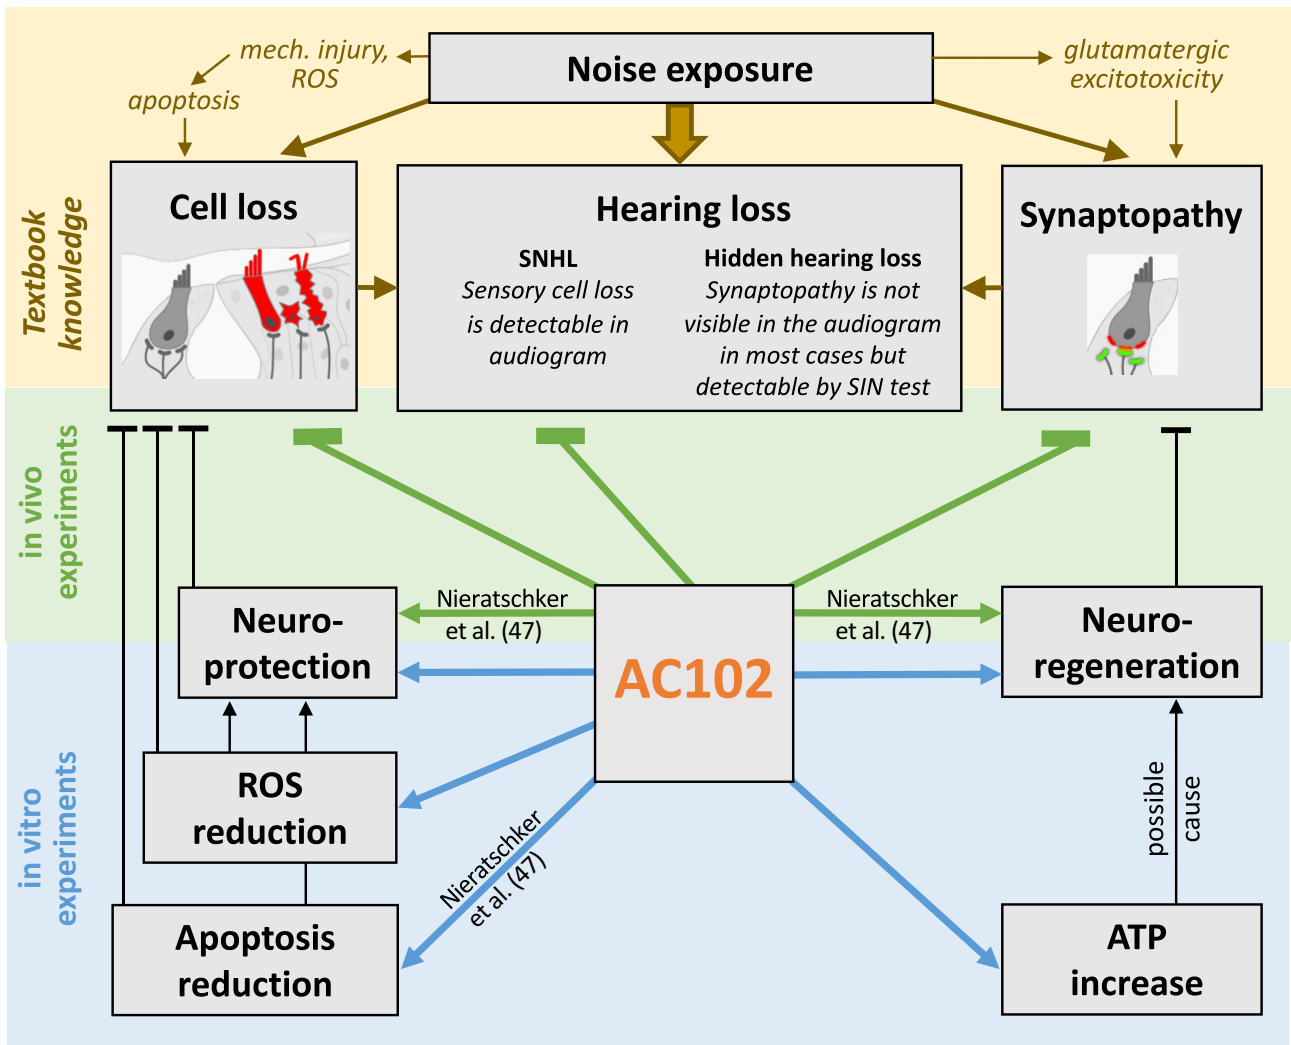 Noise exposure
mech. injury,
ROS
apoptosis
glutamatergic
excitotoxicity
Textbook
knowledge
Cell loss
Hearing loss
SNHL
Sensory cell loss
is detectable in
audiogram
Hidden hearing loss
Synaptopathy is not
visible in the audiogram
in most cases but
detectable by SIN test
Synaptopathy
in vivo
experiments
Neuro-
protection
Nieratschker
et al. (47)
AC102
Nieratschker
et al. (47)
Neuro-
regeneration
in vitro
experiments
ROS
reduction
Nieratschker
et al. (47)
possible
cause
Apoptosis
reduction
ATP
increase